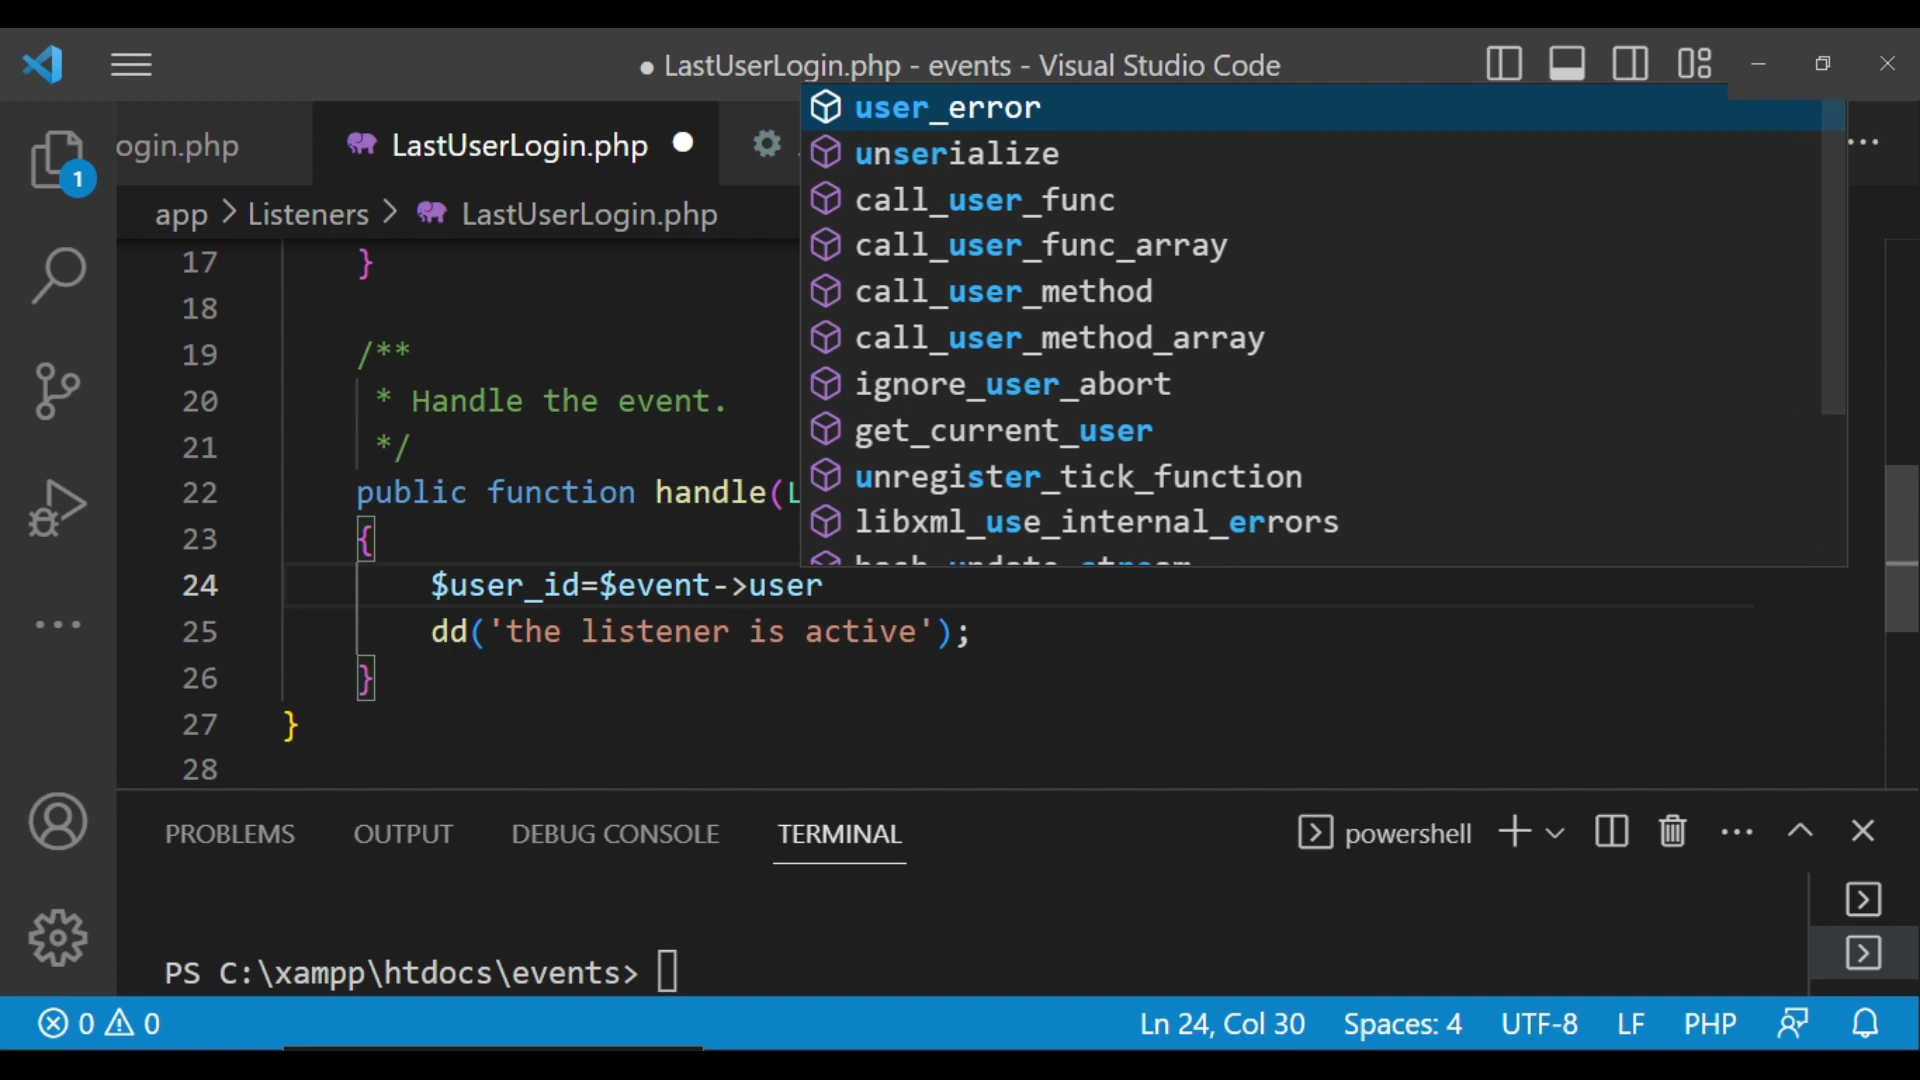 ● LastUserLogin.php - events - Visual Studio Code
ogin.php
LastUserLogin.php
app > Listeners > LastUserLogin.php
1
user_error
unserialize
call_user_func
call_user_func_array
call_user_method
call_user_method_array
ignore_user_abort
get_current_user
unregister_tick_function
libxml_use_internal_errors
17 }
18
19 /**
20 * Handle the event.
21 */
22 public function handle(L
23 {
24 $user_id=$event->user
25 dd('the listener is active');
26 }
27 }
28
PROBLEMS OUTPUT DEBUG CONSOLE TERMINAL powershell
PS C:\xampp\htdocs\events>
0 0 Ln 24, Col 30 Spaces: 4 UTF-8 LF PHP